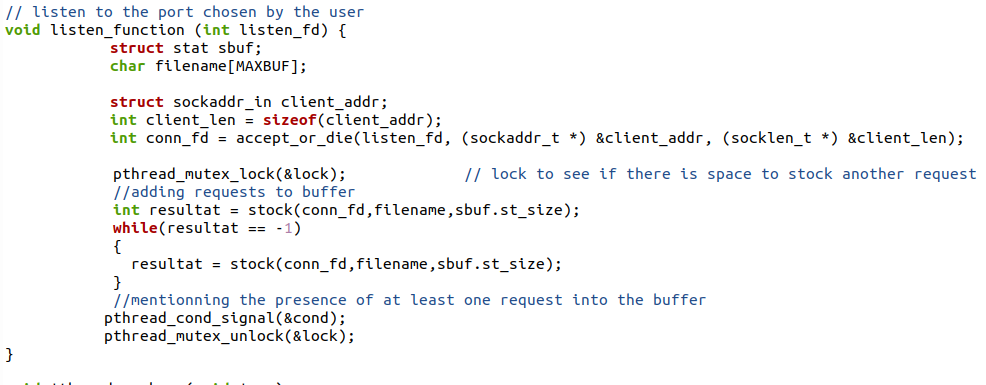 // listen to the port chosen by the user
void listen_function (int listen_fd) {
struct stat sbuf;
char filename[MAXBUF];
struct sockaddr_in client_addr;
int client_len = sizeof(client_addr);
int conn_fd = accept_or_die(listen_fd, (sockaddr_t *) &client_addr, (socklen_t *) &client_len);
pthread_mutex_lock(&lock); // lock to see if there is space to stock another request
//adding requests to buffer
int resultat = stock(conn_fd,filename,sbuf.st_size);
while(resultat == -1)
{
resultat = stock(conn_fd,filename,sbuf.st_size);
}
//mentionning the presence of at least one request into the buffer
pthread_cond_signal(&cond);
pthread_mutex_unlock(&lock);
}